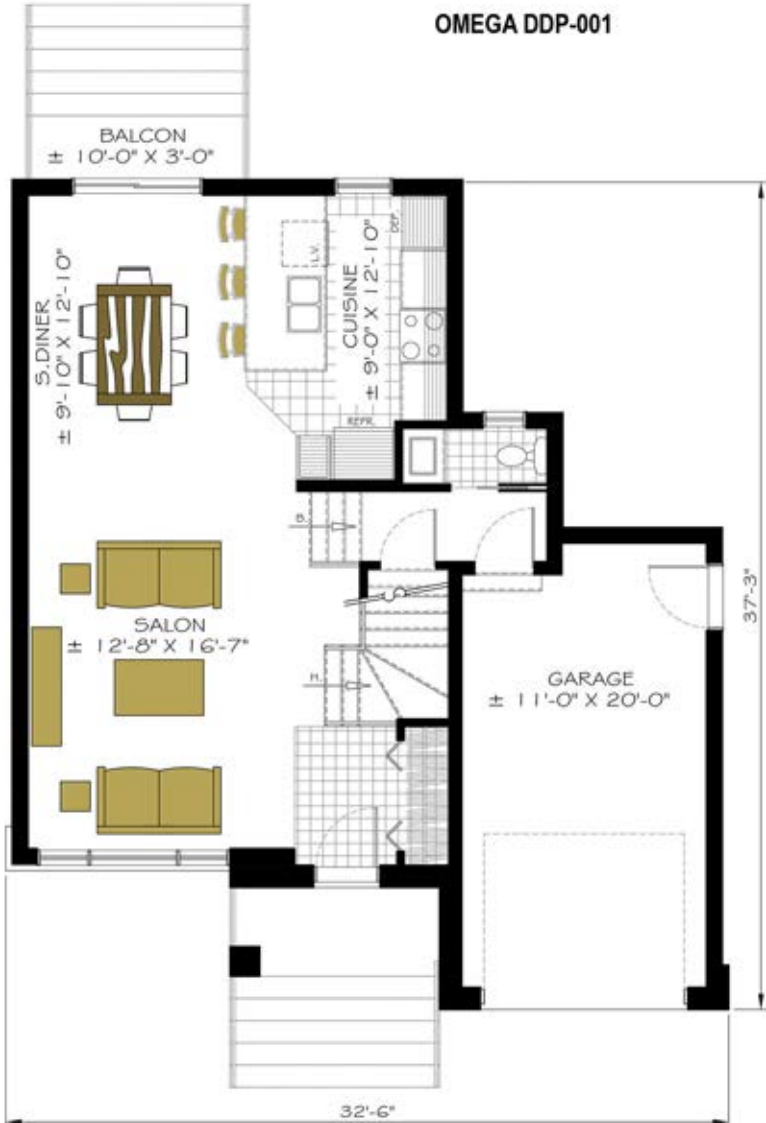 OMEGA DDP-001
BALCON
± 10'-0" X 3'-0"
S.DINER
± 9'-10" X 12'-10"
L.V.
CUISINE
± 9'-0" X 12'-10"
DEP.
REFR.
B.
SALON
± 12'-8" X 16'-7"
H.
GARAGE
± 11'-0" X 20'-0"
37'-3"
32'-6"